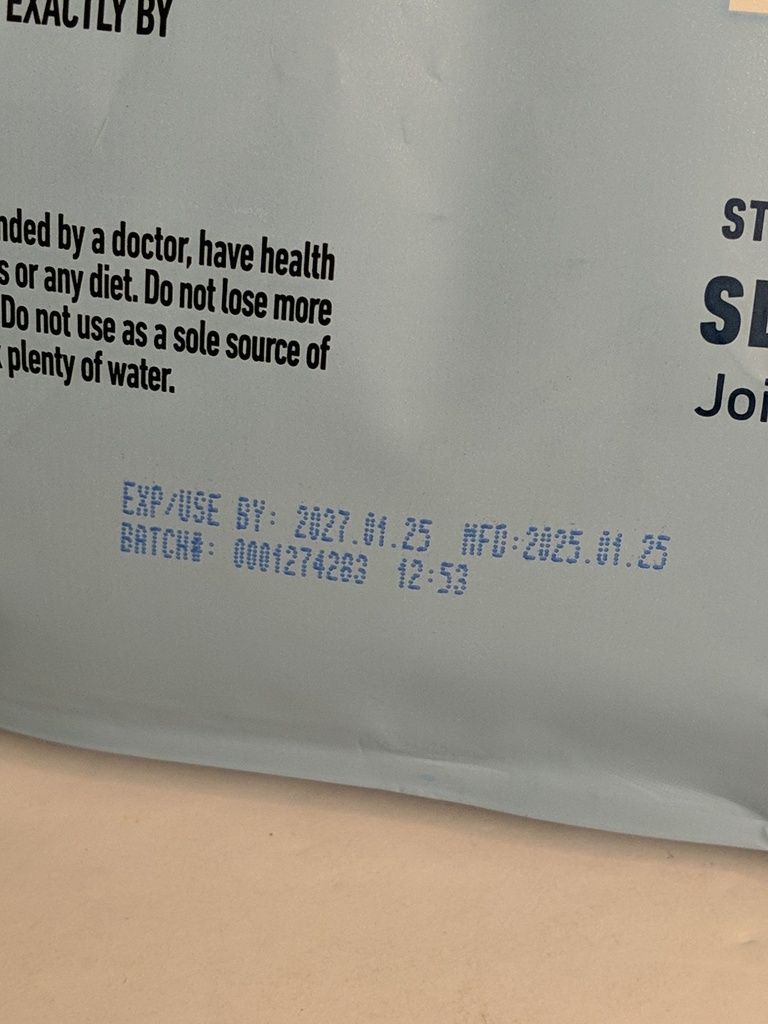 EXACTLY BY
nded by a doctor, have health
s or any diet. Do not lose more
Do not use as a sole source of
plenty of water.
ST
SL
Joi
EXP/USE BY: 2027.01.25 MFD:2025.01.25
BATCH#: 0001274283 12:53